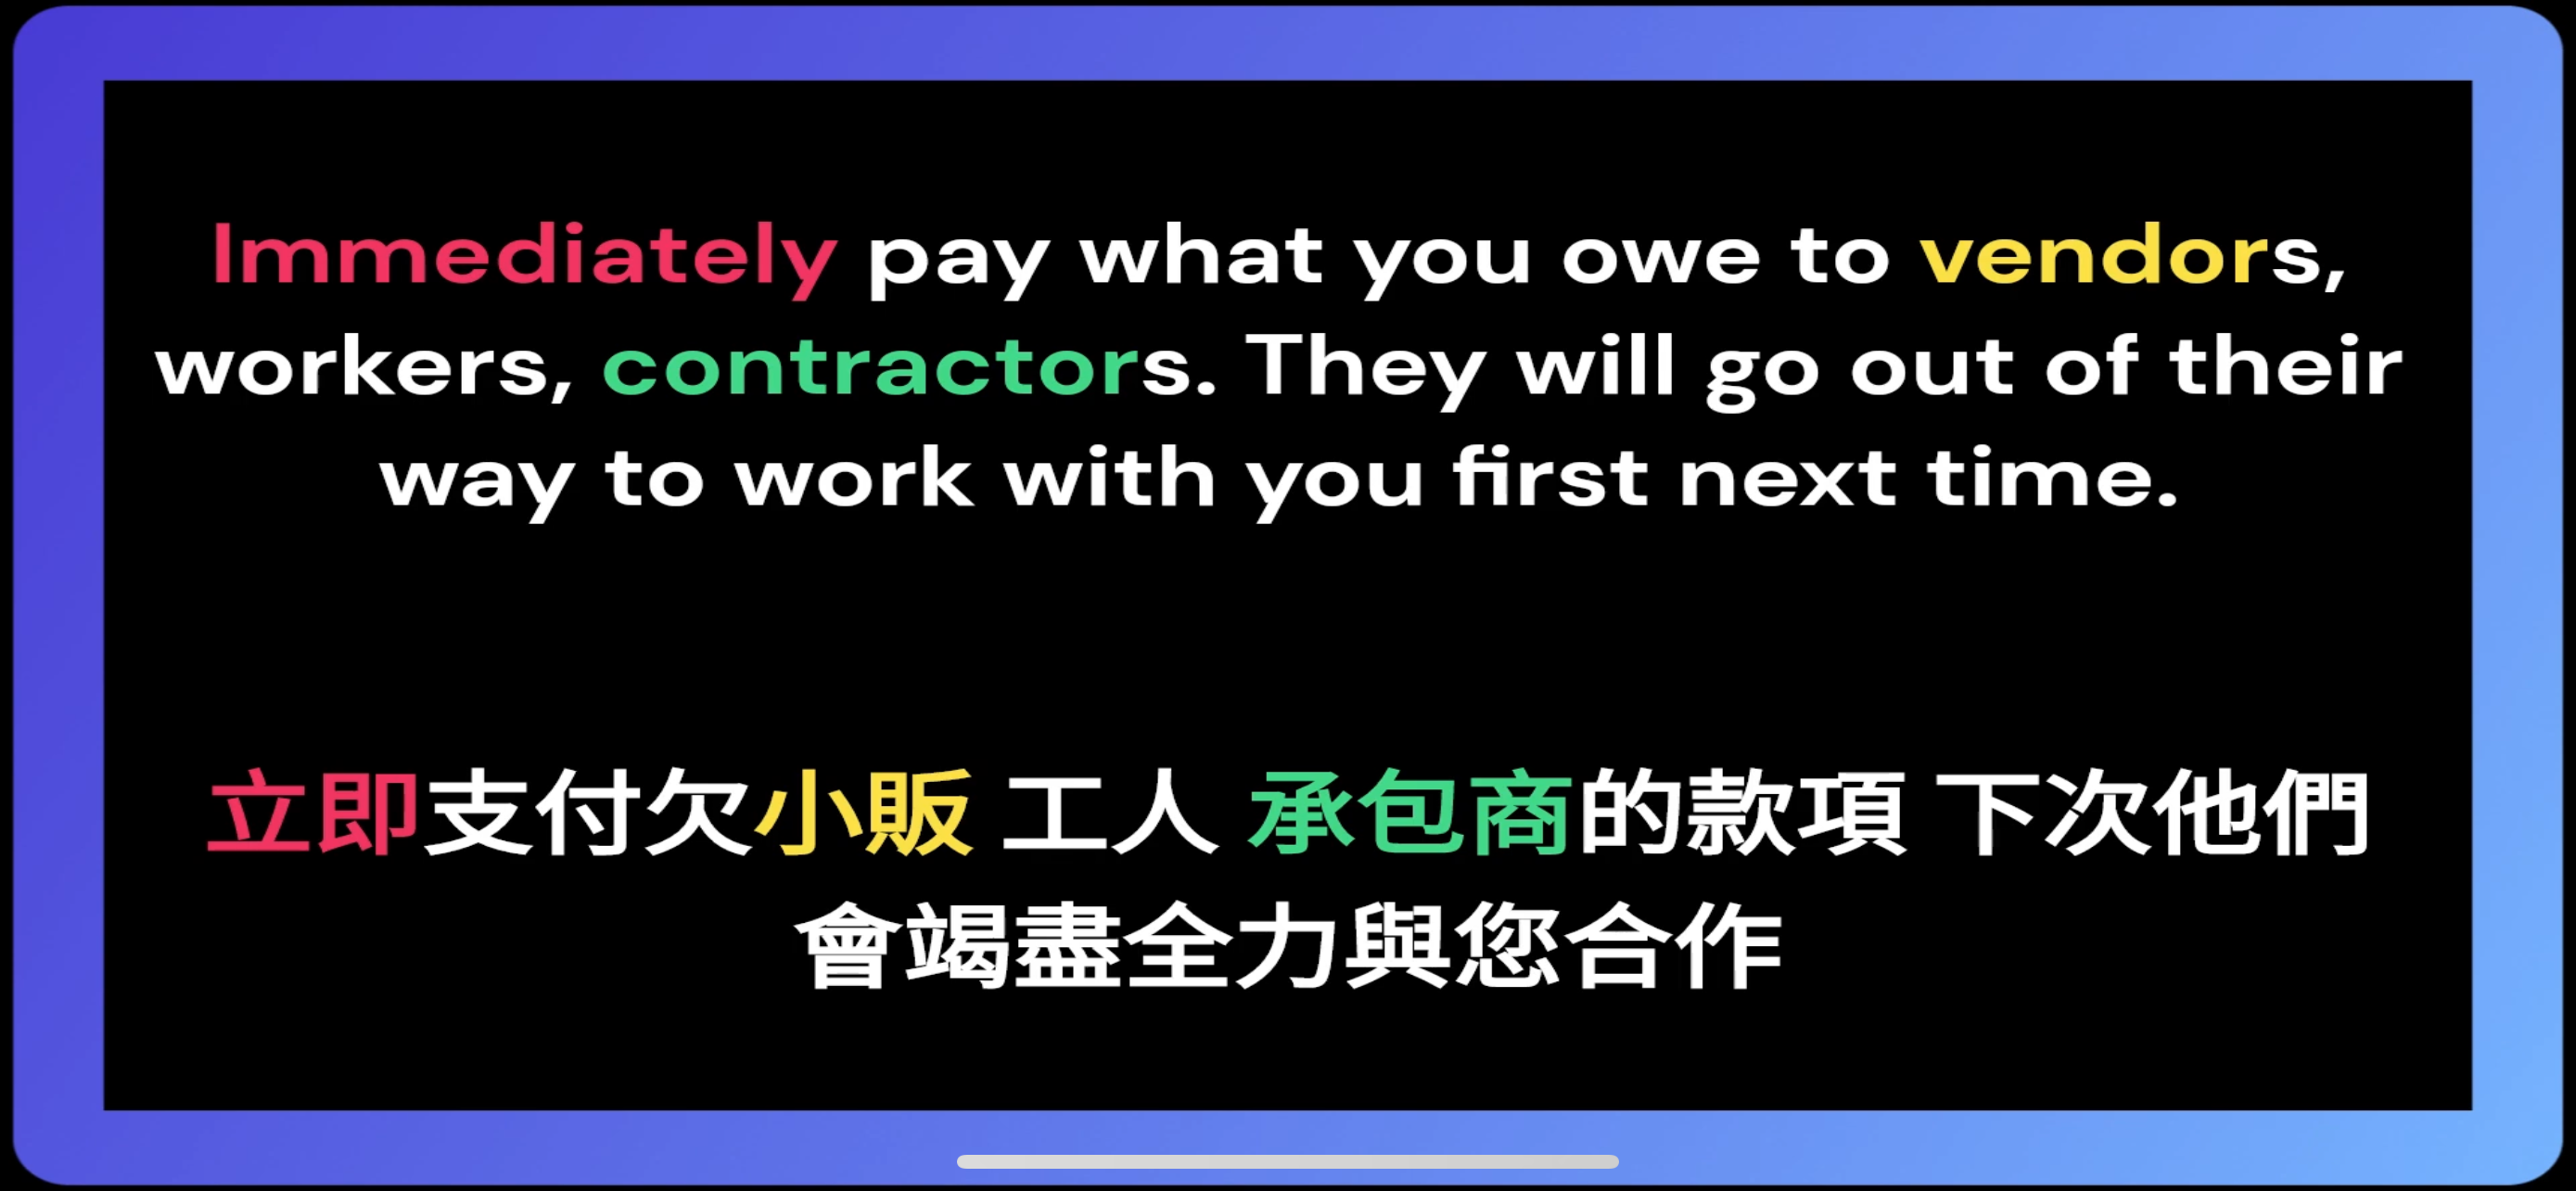 Immediately pay what you owe to vendors,
workers, contractors. They will go out of their
way to work with you first next time.
立即支付欠小販 工人 承包商的款項 下次他們
會竭盡全力與您合作